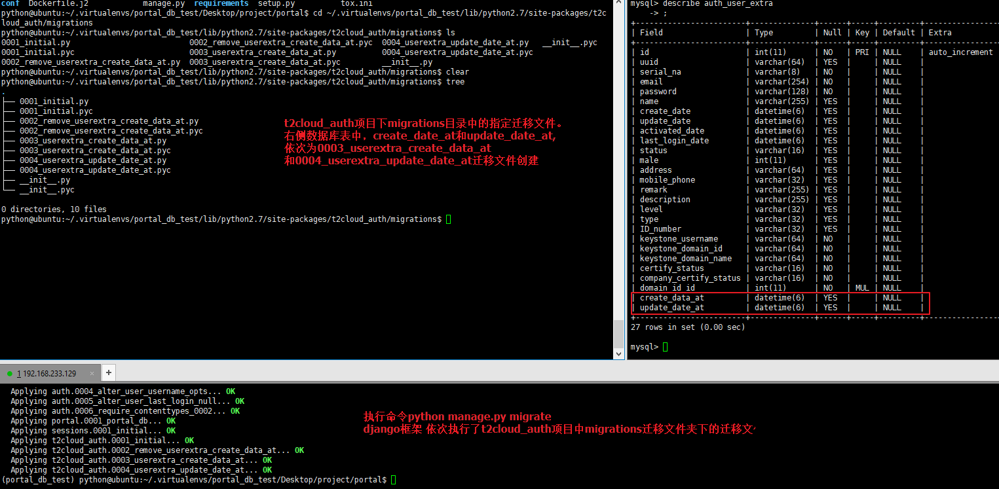 conf  Dockerfile.j2            manage.py  requirements  setup.py          tox.ini
python@ubuntu:~/.virtualenvs/portal_db_test/Desktop/project/portal$ cd ~/.virtualenvs/portal_db_test/lib/python2.7/site-packages/t2c
loud_auth/migrations
python@ubuntu:~/.virtualenvs/portal_db_test/lib/python2.7/site-packages/t2cloud_auth/migrations$ ls
0001_initial.py                          0002_remove_userextra_create_data_at.pyc  0004_userextra_update_date_at.py   __init__.pyc
0001_initial.pyc                         0003_userextra_create_data_at.py          0004_userextra_update_date_at.pyc
0002_remove_userextra_create_data_at.py  0003_userextra_create_data_at.pyc         __init__.py
python@ubuntu:~/.virtualenvs/portal_db_test/lib/python2.7/site-packages/t2cloud_auth/migrations$ clear
python@ubuntu:~/.virtualenvs/portal_db_test/lib/python2.7/site-packages/t2cloud_auth/migrations$ tree
.
├── 0001_initial.py
├── 0001_initial.pyc
├── 0002_remove_userextra_create_data_at.py
├── 0002_remove_userextra_create_data_at.pyc
├── 0003_userextra_create_data_at.py
├── 0003_userextra_create_data_at.pyc
├── 0004_userextra_update_date_at.py
├── 0004_userextra_update_date_at.pyc
├── __init__.py
└── __init__.pyc
0 directories, 10 files
python@ubuntu:~/.virtualenvs/portal_db_test/lib/python2.7/site-packages/t2cloud_auth/migrations$
t2cloud_auth项目下migrations目录中的指定迁移文件。
右侧数据库表中，create_date_at和update_date_at,
依次为0003_userextra_create_data_at
和0004_userextra_update_date_at迁移文件创建
mysql> describe auth_user_extra
    -> ;
| Field                  | Type         | Null | Key | Default | Extra
| id                     | int(11)      | NO   | PRI | NULL    | auto_increment
| uuid                   | varchar(64)  | YES  |     | NULL    |
| serial_na              | varchar(8)   | NO   |     | NULL    |
| email                  | varchar(254) | NO   |     | NULL    |
| password               | varchar(128) | NO   |     | NULL    |
| name                   | varchar(255) | YES  |     | NULL    |
| create_date            | datetime(6)  | YES  |     | NULL    |
| update_date            | datetime(6)  | YES  |     | NULL    |
| activated_date         | datetime(6)  | YES  |     | NULL    |
| last_login_date        | datetime(6)  | YES  |     | NULL    |
| status                 | varchar(16)  | YES  |     | NULL    |
| male                   | int(11)      | YES  |     | NULL    |
| address                | varchar(64)  | YES  |     | NULL    |
| mobile_phone           | varchar(32)  | YES  |     | NULL    |
| remark                 | varchar(255) | YES  |     | NULL    |
| description            | varchar(255) | YES  |     | NULL    |
| level                  | varchar(32)  | YES  |     | NULL    |
| type                   | varchar(32)  | YES  |     | NULL    |
| ID_number              | varchar(32)  | YES  |     | NULL    |
| keystone_username      | varchar(64)  | NO   |     | NULL    |
| keystone_domain_id     | varchar(64)  | NO   |     | NULL    |
| keystone_domain_name   | varchar(64)  | NO   |     | NULL    |
| certify_status         | varchar(16)  | NO   |     | NULL    |
| company_certify_status | varchar(16)  | NO   |     | NULL    |
| domain_id_id           | int(11)      | NO   | MUL | NULL    |
| create_data_at         | datetime(6)  | YES  |     | NULL    |
| update_date_at         | datetime(6)  | YES  |     | NULL    |
27 rows in set (0.00 sec)
mysql>
1 192.168.233.129 × +
Applying auth.0004_alter_user_username_opts... OK
Applying auth.0005_alter_user_last_login_null... OK
Applying auth.0006_require_contenttypes_0002... OK
Applying portal.0001_portal_db... OK
Applying sessions.0001_initial... OK
Applying t2cloud_auth.0001_initial... OK
Applying t2cloud_auth.0002_remove_userextra_create_data_at... OK
Applying t2cloud_auth.0003_userextra_create_data_at... OK
Applying t2cloud_auth.0004_userextra_update_date_at... OK
(portal_db_test) python@ubuntu:~/.virtualenvs/portal_db_test/Desktop/project/portal$
执行命令python manage.py migrate
django框架 依次执行了t2cloud_auth项目中migrations迁移文件夹下的迁移文